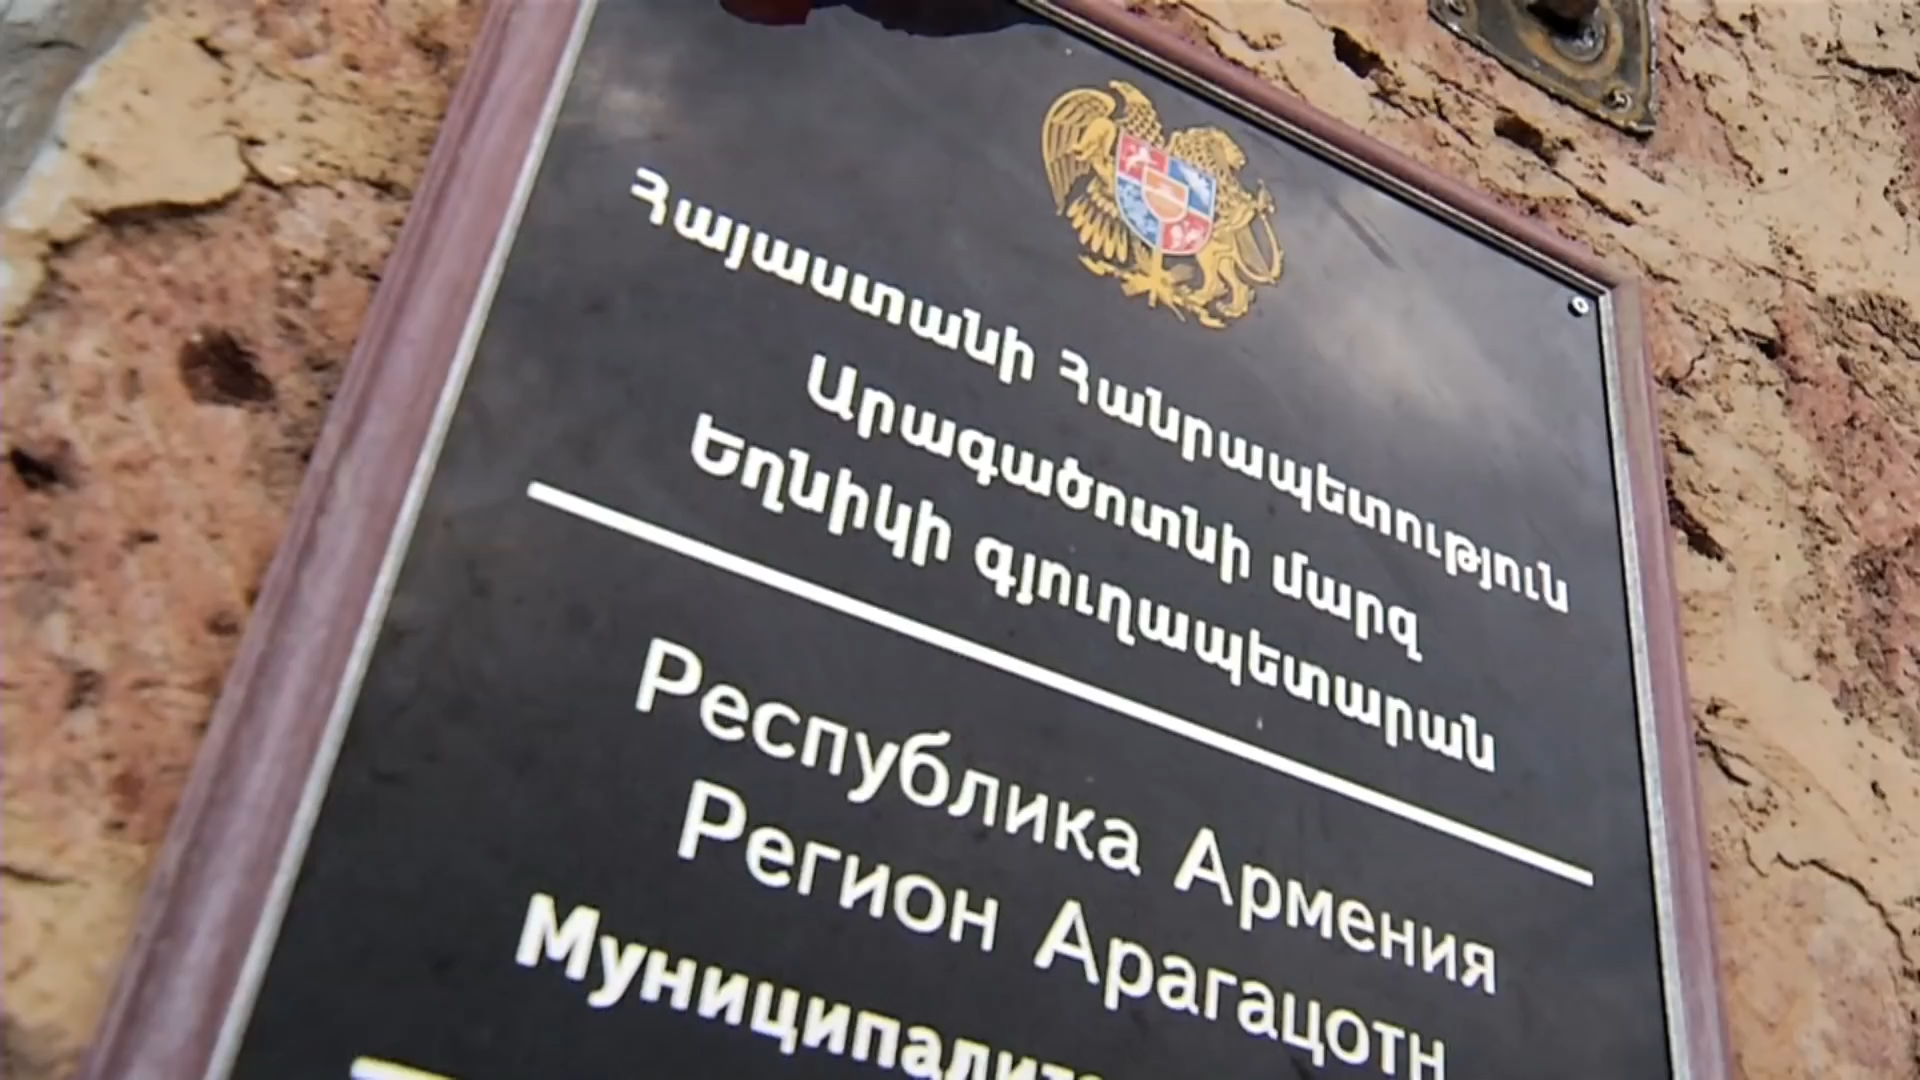 Հայաստանի Հանրապետություն
Արագածոտնի մարզ
Եղնիկի գյուղապետարան
Республика Армения
Регион Арагацотн